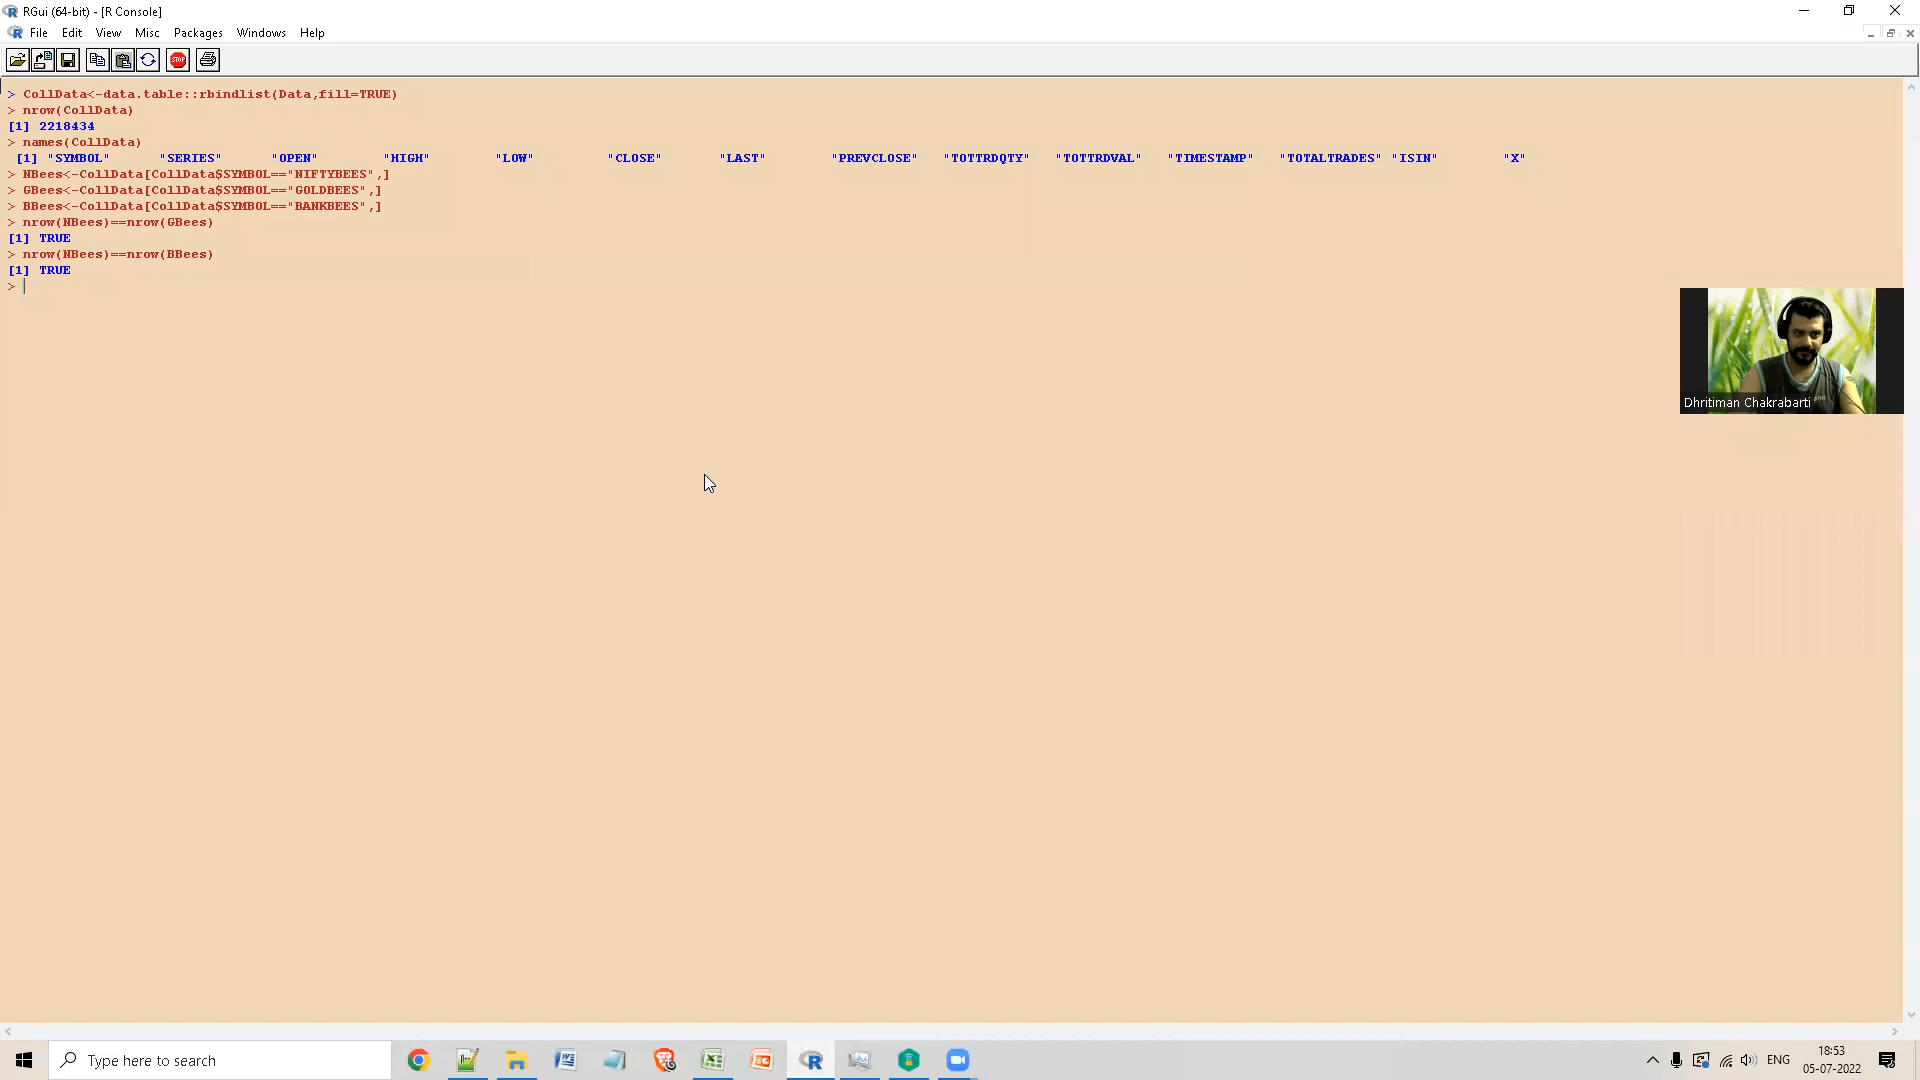 RGui (64-bit) - [R Console]
File Edit View Misc Packages Windows Help
STOP
> CollData<-data.table::rbindlist(Data,fill=TRUE)
> nrow(CollData)
[1] 2218434
> names(CollData)
[1] "SYMBOL" "SERIES" "OPEN" "HIGH" "LOW" "CLOSE" "LAST" "PREVCLOSE" "TOTTRDQTY" "TOTTRDVAL" "TIMESTAMP" "TOTALTRADES" "ISIN" "X"
> NBees<-CollData[CollData$SYMBOL=="NIFTYBEES",]
> GBees<-CollData[CollData$SYMBOL=="GOLDBEES",]
> BBees<-CollData[CollData$SYMBOL=="BANKBEES",]
> nrow(NBees)==nrow(GBees)
[1] TRUE
> nrow(NBees)==nrow(BBees)
[1] TRUE
>
Dhritiman Chakrabarti
Type here to search
ENG
18:53
05-07-2022